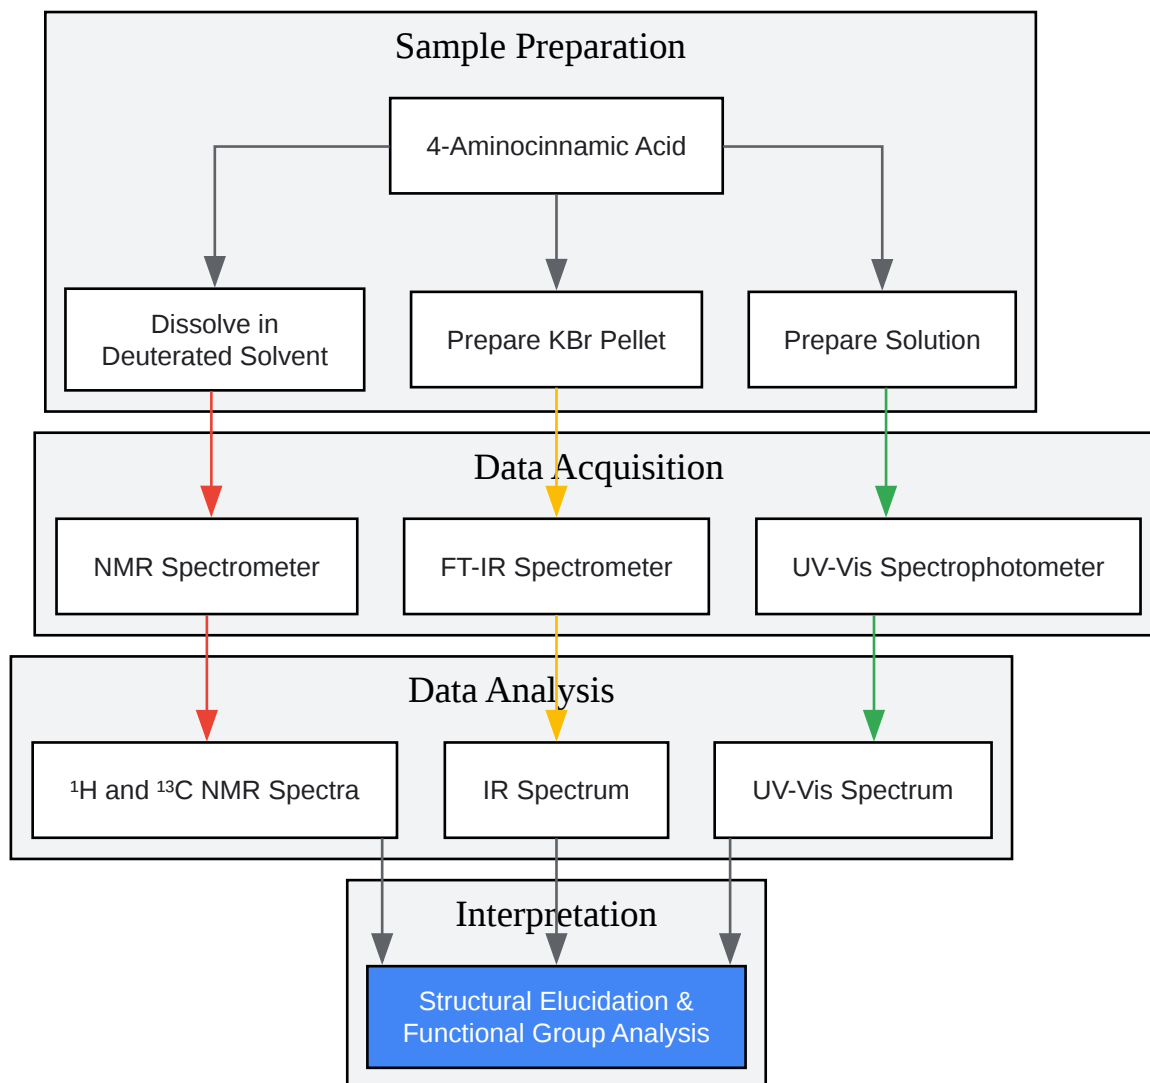 Sample Preparation
4-Aminocinnamic Acid
Dissolve in
Deuterated Solvent
Prepare KBr Pellet
Prepare Solution
Data Acquisition
NMR Spectrometer
FT-IR Spectrometer
UV-Vis Spectrophotometer
Data Analysis
¹H and ¹³C NMR Spectra
IR Spectrum
UV-Vis Spectrum
Interpretation
Structural Elucidation &
Functional Group Analysis